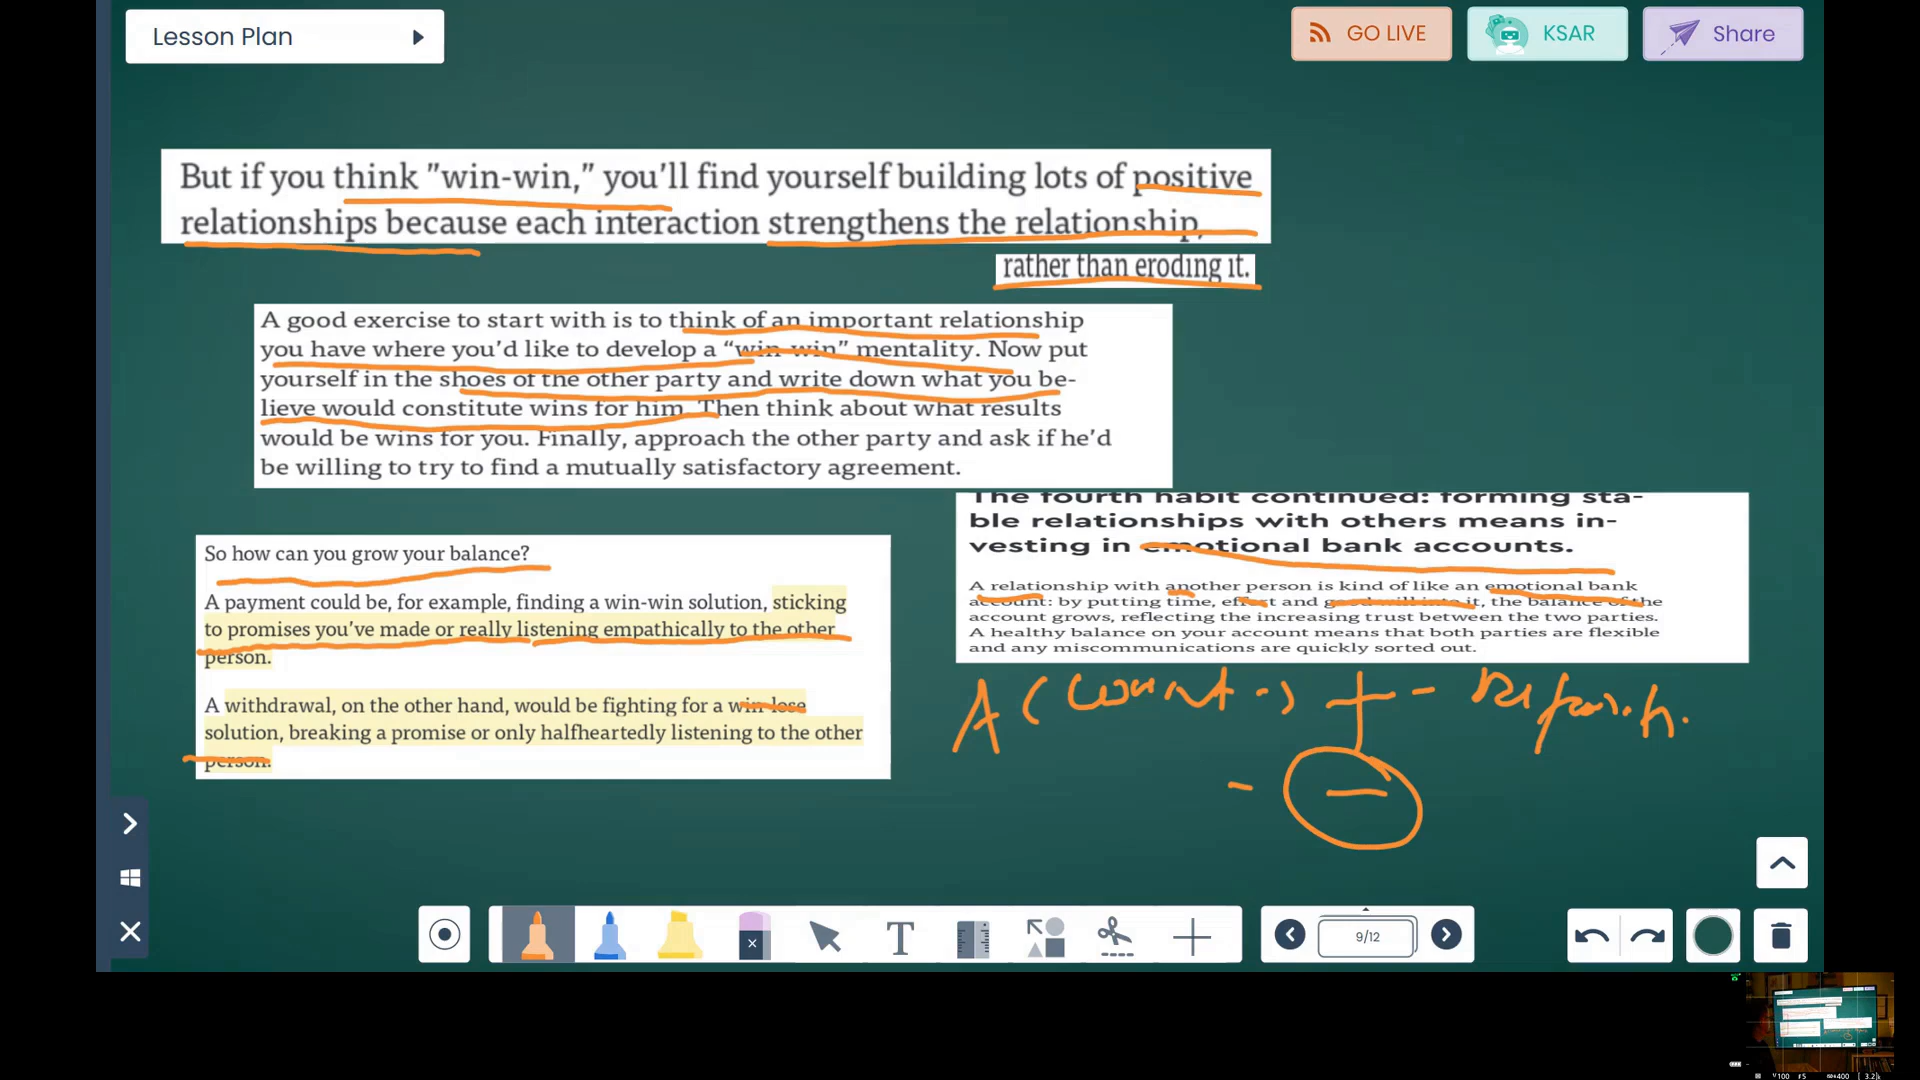 Lesson Plan
GO LIVE
KSAR
Share
But if you think "win-win," you'll find yourself building lots of positive
relationships because each interaction strengthens the relationship,
rather than eroding it.
A good exercise to start with is to think of an important relationship
you have where you'd like to develop a “win-win” mentality. Now put
yourself in the shoes of the other party and write down what you be-
lieve would constitute wins for him. Then think about what results
would be wins for you. Finally, approach the other party and ask if he'd
be willing to try to find a mutually satisfactory agreement.
The fourth habit continued: forming sta-
ble relationships with others means in-
vesting in emotional bank accounts.
A relationship with another person is kind of like an emotional bank
account: by putting time, effort and good will into it, the balance of the
account grows, reflecting the increasing trust between the two parties.
A healthy balance on your account means that both parties are flexible
and any miscommunications are quickly sorted out.
So how can you grow your balance?
A payment could be, for example, finding a win-win solution, sticking
to promises you've made or really listening empathically to the other
person.
A withdrawal, on the other hand, would be fighting for a win-lose
solution, breaking a promise or only halfheartedly listening to the other
person.
9/12